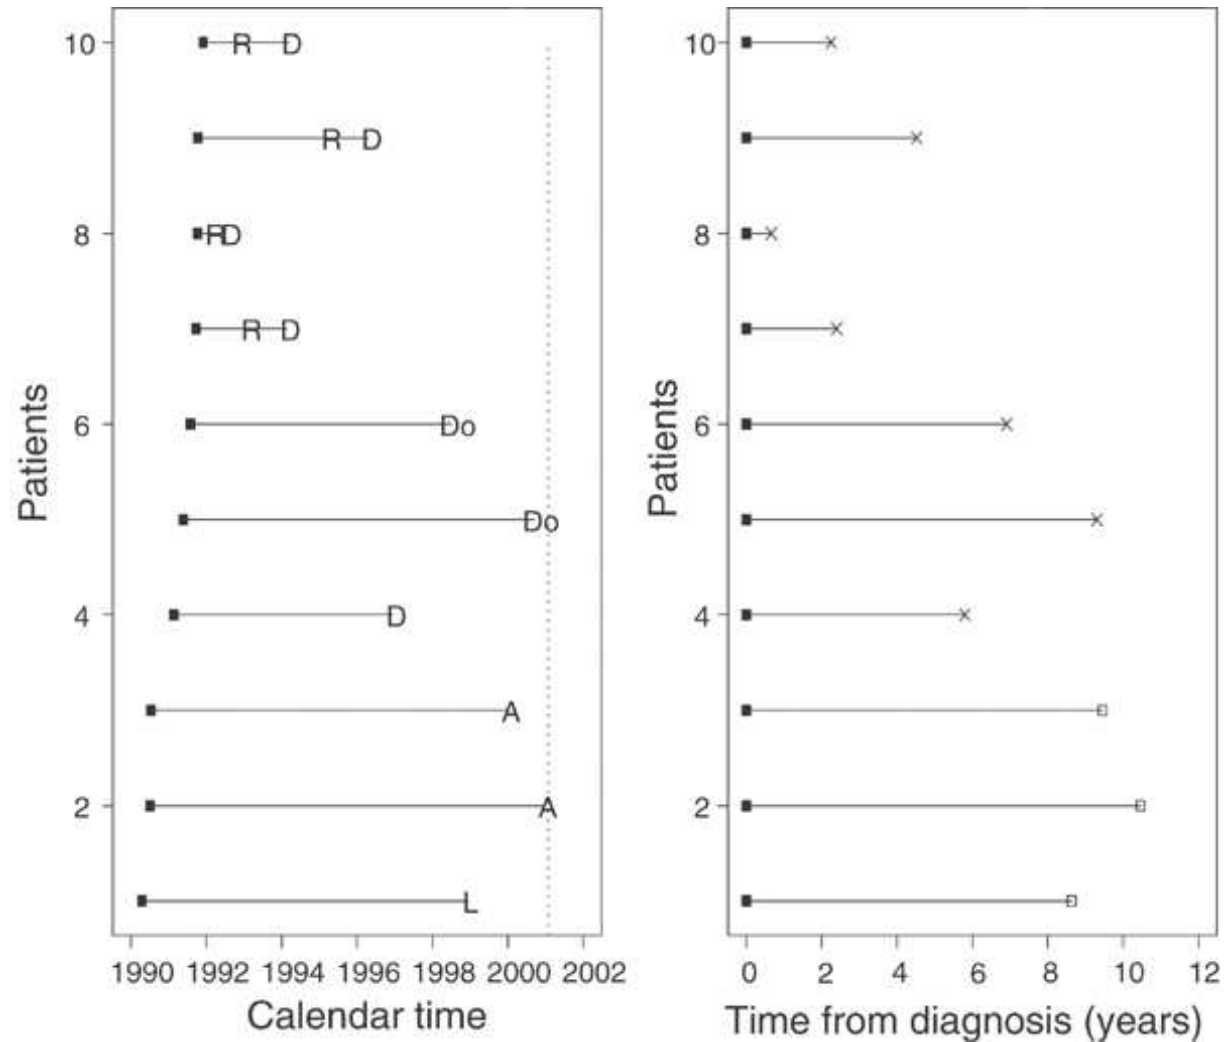 10 R D
R D
8 R D
R D
6 Do
Do
4 D
A
2 A
L
Patients
1990 1992 1994 1996 1998 2000 2002
Calendar time
10
8
6
4
2
Patients
0 2 4 6 8 10 12
Time from diagnosis (years)